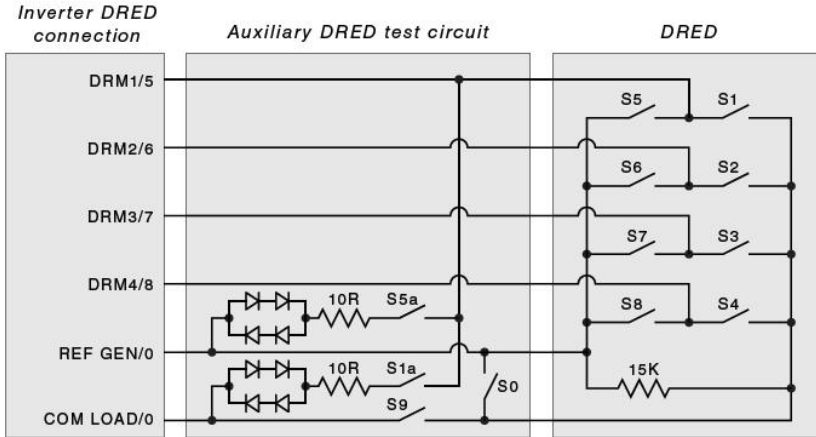 Inverter DRED connection
Auxiliary DRED test circuit
DRED
DRM1/5
S5
S1
DRM2/6
S6
S2
DRM3/7
S7
S3
DRM4/8
10R
S5a
S8
S4
REF GEN/0
10R
S1a
S0
15K
S9
COM LOAD/0